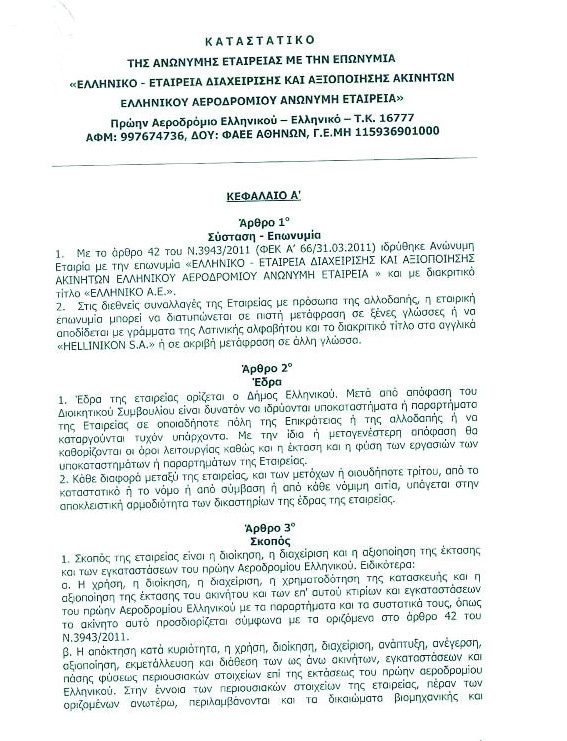 ΚΑΤΑΣΤΑΤΙΚΟ
ΤΗΣ ΑΝΩΝΥΜΗΣ ΕΤΑΙΡΕΙΑΣ ΜΕ ΤΗΝ ΕΠΩΝΥΜΙΑ
«ΕΛΛΗΝΙΚΟ - ΕΤΑΙΡΕΙΑ ΔΙΑΧΕΙΡΙΣΗΣ ΚΑΙ ΑΞΙΟΠΟΙΗΣΗΣ ΑΚΙΝΗΤΩΝ
ΕΛΛΗΝΙΚΟΥ ΑΕΡΟΔΡΟΜΙΟΥ ΑΝΩΝΥΜΗ ΕΤΑΙΡΕΙΑ»
Πρώην Αεροδρόμιο Ελληνικού – Ελληνικό – Τ.Κ. 16777
ΑΦΜ: 997674736, ΔΟΥ: ΦΑΕΕ ΑΘΗΝΩΝ, Γ.Ε.ΜΗ 115936901000
ΚΕΦΑΛΑΙΟ Α'
Άρθρο 1°
Σύσταση - Επωνυμία
1. Με το άρθρο 42 του Ν.3943/2011 (ΦΕΚ Α' 66/31.03.2011) ιδρύθηκε Ανώνυμη
Εταιρία με την επωνυμία «ΕΛΛΗΝΙΚΟ - ΕΤΑΙΡΕΙΑ ΔΙΑΧΕΙΡΙΣΗΣ ΚΑΙ ΑΞΙΟΠΟΙΗΣΗΣ
ΑΚΙΝΗΤΩΝ ΕΛΛΗΝΙΚΟΥ ΑΕΡΟΔΡΟΜΙΟΥ ΑΝΩΝΥΜΗ ΕΤΑΙΡΕΙΑ » και με διακριτικό
τίτλο «ΕΛΛΗΝΙΚΟ Α.Ε.».
2. Στις διεθνείς συναλλαγές της Εταιρείας με πρόσωπα της αλλοδαπής, η εταιρική
επωνυμία μπορεί να διατυπώνεται σε πιστή μετάφραση σε ξένες γλώσσες ή να
αποδίδεται με γράμματα της Λατινικής αλφαβήτου και το διακριτικό τίτλο στα αγγλικά
«HELLINIKON S.A.» ή σε ακριβή μετάφραση σε άλλη γλώσσα.
Άρθρο 2°
Έδρα
1. Έδρα της εταιρείας ορίζεται ο Δήμος Ελληνικού. Μετά από απόφαση του
Διοικητικού Συμβουλίου είναι δυνατόν να ιδρύονται υποκαταστήματα ή παραρτήματα
της Εταιρείας σε οποιαδήποτε πόλη της Επικράτειας ή της αλλοδαπής ή να
καταργούνται τυχόν υπάρχοντα. Με την ίδια ή μεταγενέστερη απόφαση θα
καθορίζονται οι όροι λειτουργίας καθώς και η έκταση και η φύση των εργασιών των
υποκαταστημάτων ή παραρτημάτων της Εταιρείας.
2. Κάθε διαφορά μεταξύ της εταιρείας, και των μετόχων ή οιουδήποτε τρίτου, από το
καταστατικό ή το νόμο ή από σύμβαση ή από κάθε νόμιμη αιτία, υπάγεται στην
αποκλειστική αρμοδιότητα των δικαστηρίων της έδρας της εταιρείας.
Άρθρο 3°
Σκοπός
1. Σκοπός της εταιρείας είναι η διοίκηση, η διαχείριση και η αξιοποίηση της έκτασης
και των εγκαταστάσεων του πρώην Αεροδρομίου Ελληνικού. Ειδικότερα:
α. Η χρήση, η διοίκηση, η διαχείριση, η χρηματοδότηση της κατασκευής και η
αξιοποίηση της έκτασης του ακινήτου και των επ' αυτού κτιρίων και εγκαταστάσεων
του πρώην Αεροδρομίου Ελληνικού με τα παραρτήματα και τα συστατικά τους, όπως
το ακίνητο αυτό προσδιορίζεται σύμφωνα με τα οριζόμενα στο άρθρο 42 του
Ν.3943/2011.
β. Η απόκτηση κατά κυριότητα, η χρήση, διοίκηση, διαχείριση, ανάπτυξη, ανέγερση,
αξιοποίηση, εκμετάλλευση και διάθεση των ως άνω ακινήτων, εγκαταστάσεων και
πάσης φύσεως περιουσιακών στοιχείων επί της εκτάσεως του πρώην αεροδρομίου
Ελληνικού. Στην έννοια των περιουσιακών στοιχείων της εταιρείας, πέραν των
οριζομένων ανωτέρω, περιλαμβάνονται και τα δικαιώματα βιομηχανικής και